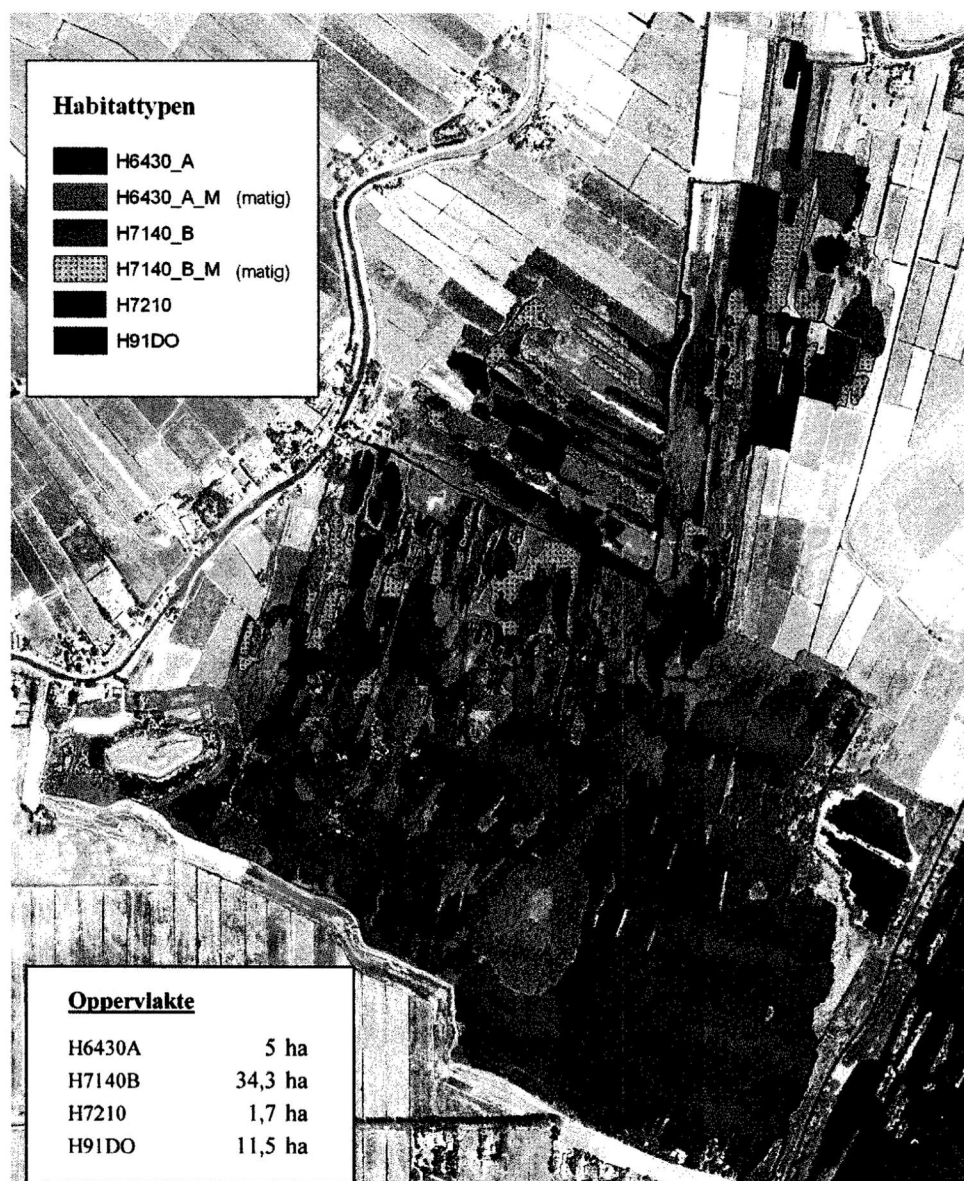 Habitattypen
H6430_A
H6430_A_M (matig)
H7140_B
H7140_B_M (matig)
H7210
H91DO
Oppervlakte
H6430A 5 ha
H7140B 34,3 ha
H7210 1,7 ha
H91DO 11,5 ha